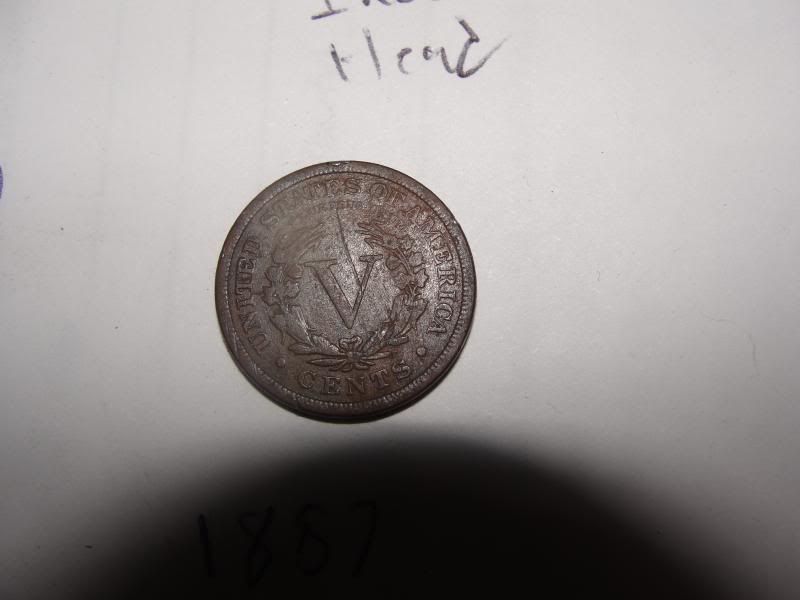 Head
UNITED STATES OF AMERICA
V
• CENTS •
1887